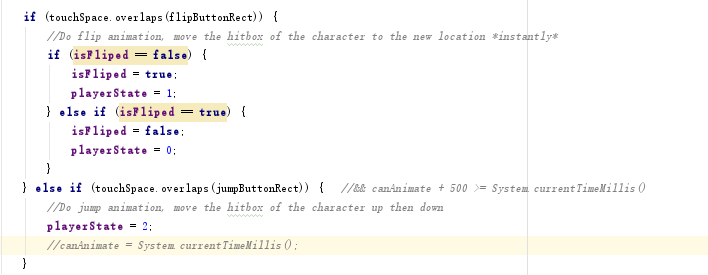 if (touchSpace.overlaps(flipButtonRect)) {
//Do flip animation, move the hitbox of the character to the new location *instantly*
if (isFliped == false) {
isFliped = true;
playerState = 1;
} else if (isFliped == true) {
isFliped = false;
playerState = 0;
}
} else if (touchSpace.overlaps(jumpButtonRect)) { //&& canAnimate + 500 >= System.currentTimeMillis()
//Do jump animation, move the hitbox of the character up then down
playerState = 2;
//canAnimate = System.currentTimeMillis();
}